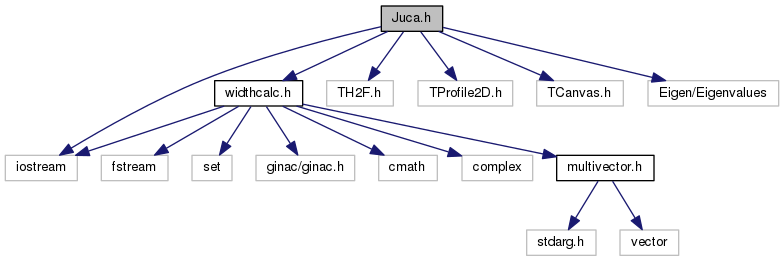 Juca.h
widthcalc.h
TH2F.h
TProfile2D.h
TCanvas.h
Eigen/Eigenvalues
iostream
fstream
set
ginac/ginac.h
cmath
complex
multivector.h
stdarg.h
vector